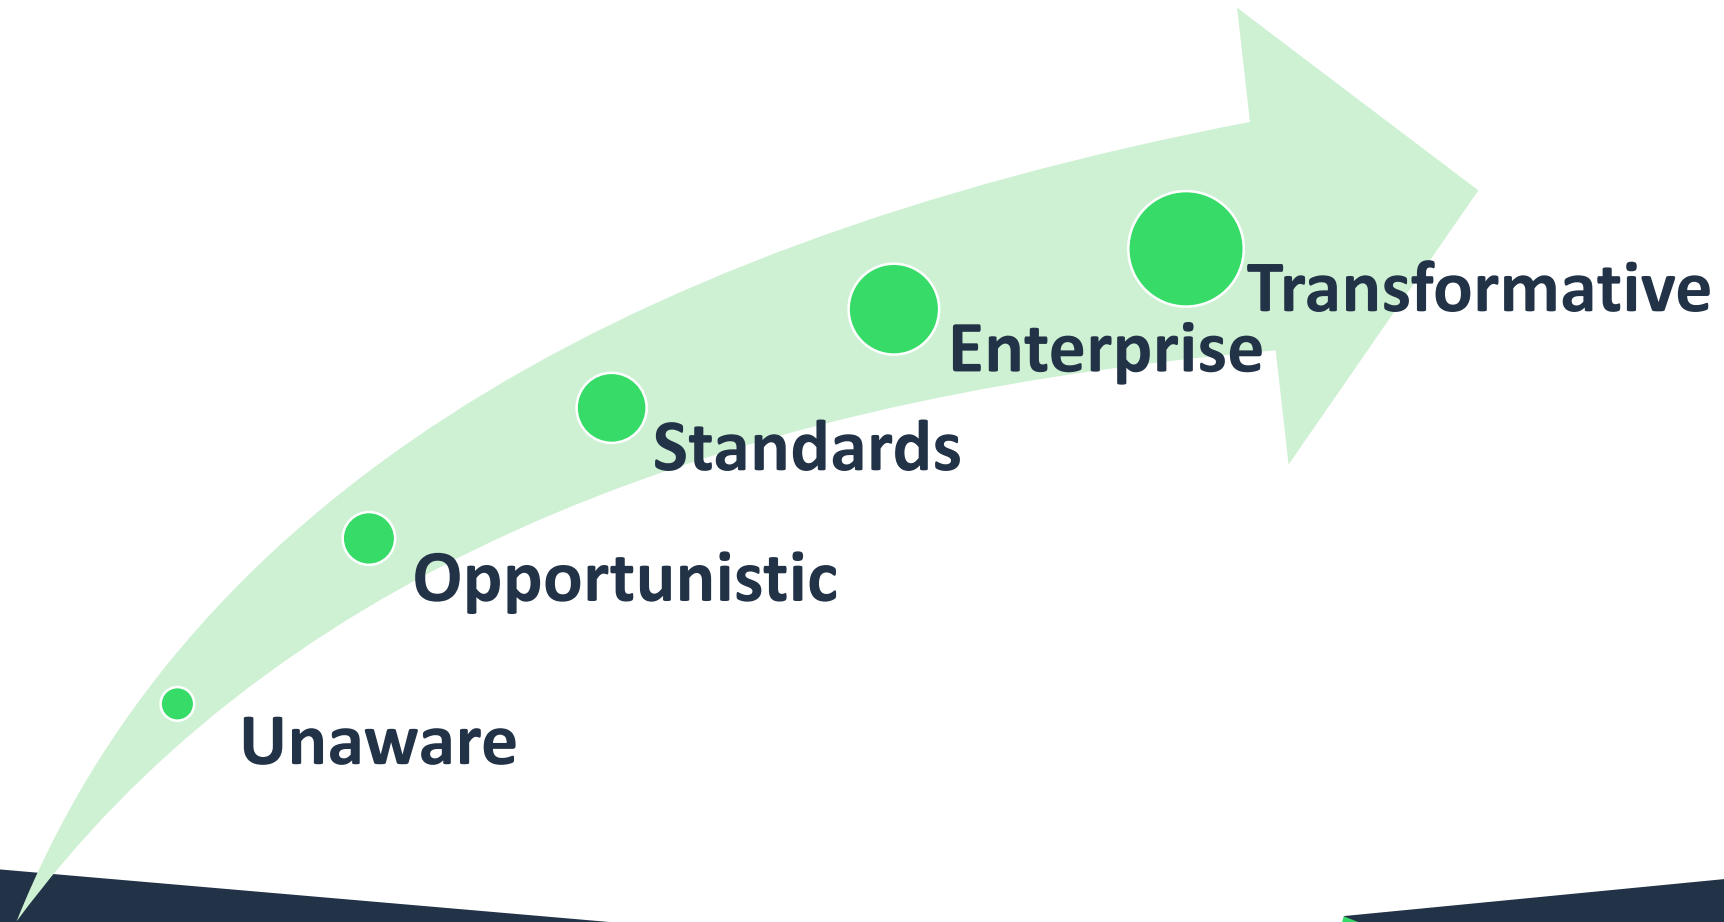 Transformative
Enterprise
Standards
Opportunistic
Unaware